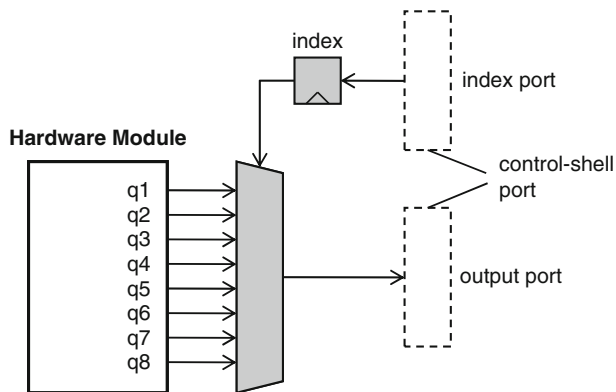 index
index port
Hardware Module
control-shell
port
q1
q2
q3
q4
q5
q6
q7
q8
output port